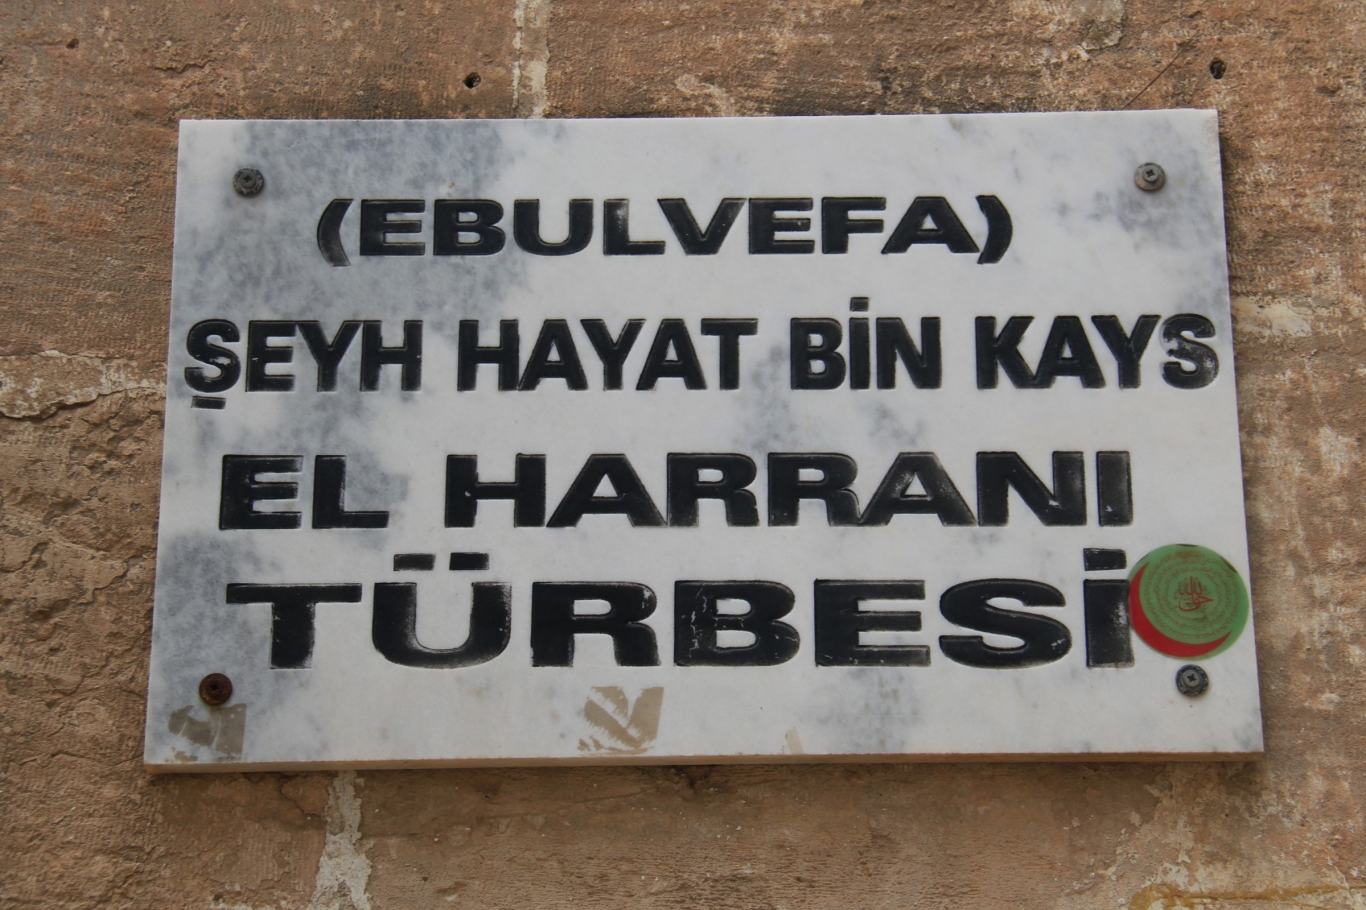 (EBULVEFA)
ŞEYH HAYAT BİN KAYS
EL HARRANI
TÜRBESİ